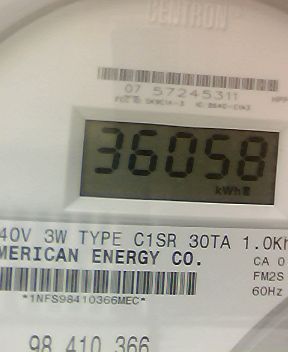 CENTRON
07 57245311
36058
kWh
40V 3W TYPE C1SR 30TA 1.0Kh
MERICAN ENERGY CO.
CA 0
FM2S
60Hz
*1NFS98410366MEC*
98 410 366